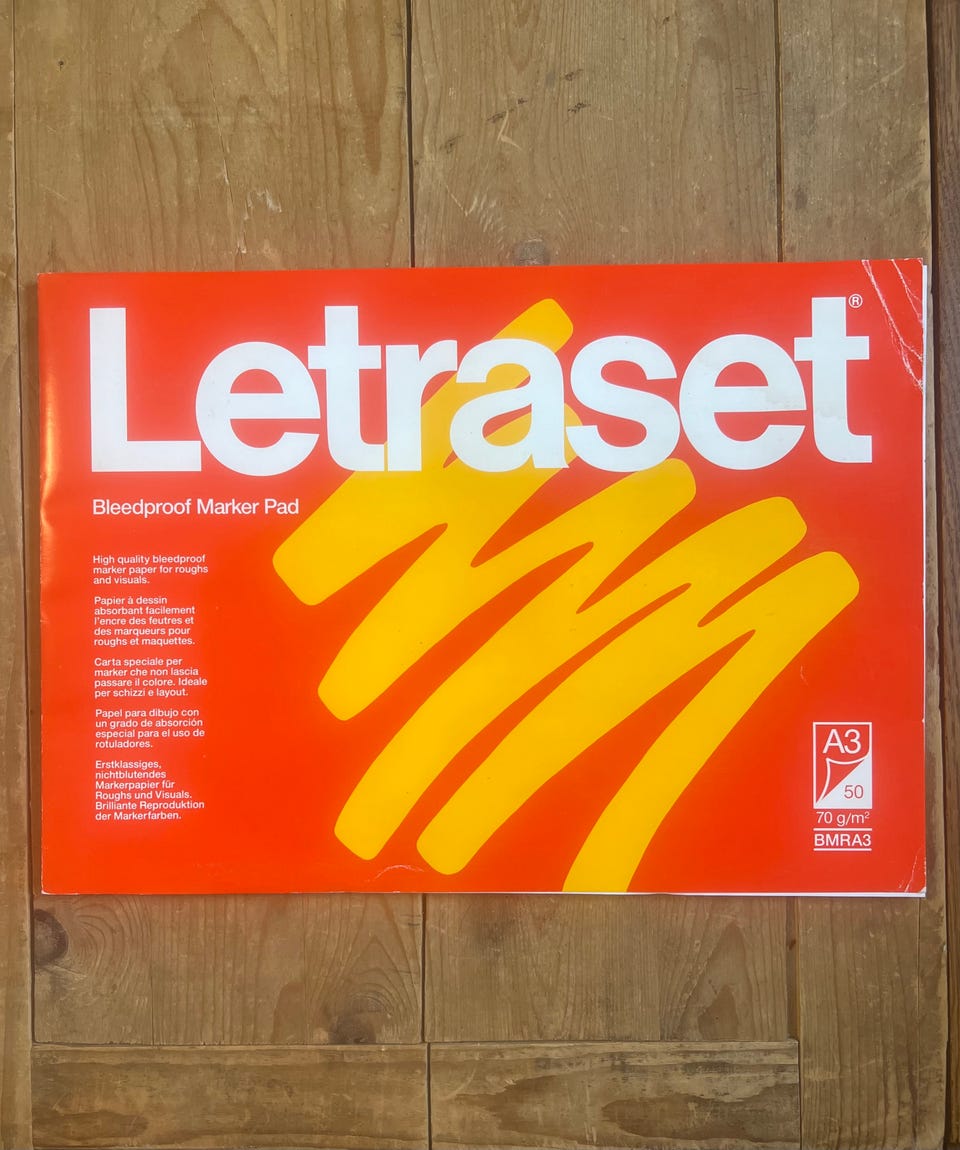 Letraset®
Bleedproof Marker Pad
High quality bleedproof
marker paper for roughs
and visuals.
Papier à dessin
absorbant facilement
l'encre des feutres et
des marqueurs pour
roughs et maquettes.
Carta speciale per
marker che non lascia
passare il colore. Ideale
per schizzi e layout.
Papel para dibujo con
un grado de absorción
especial para el uso de
rotuladores.
Erstklassiges,
nichtblutendes
Markerpapier für
Roughs und Visuals.
Brilliante Reproduktion
der Markerfarben.
A3
50
70 g/m²
BMRA3